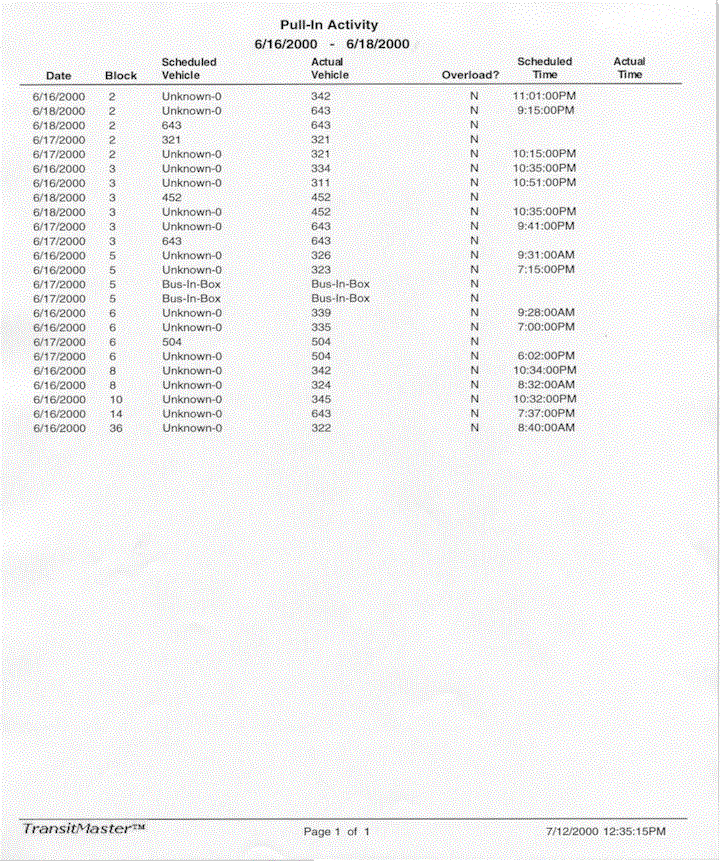 Pull-In Activity
6/16/2000 - 6/18/2000
Scheduled Actual Scheduled Actual
Date Block Vehicle Vehicle Overload? Time Time
6/16/2000 2 Unknown-0 342 N 11:01:00PM
6/18/2000 2 Unknown-0 643 N 9:15:00PM
6/18/2000 2 643 643 N
6/17/2000 2 321 321 N
6/17/2000 2 Unknown-0 321 N 10:15:00PM
6/16/2000 3 Unknown-0 334 N 10:35:00PM
6/16/2000 3 Unknown-0 311 N 10:51:00PM
6/18/2000 3 452 452 N
6/18/2000 3 Unknown-0 452 N 10:35:00PM
6/17/2000 3 Unknown-0 643 N 9:41:00PM
6/17/2000 3 643 643 N
6/16/2000 5 Unknown-0 326 N 9:31:00AM
6/16/2000 5 Unknown-0 323 N 7:15:00PM
6/17/2000 5 Bus-In-Box Bus-In-Box N
6/17/2000 5 Bus-In-Box Bus-In-Box N
6/16/2000 6 Unknown-0 339 N 9:28:00AM
6/16/2000 6 Unknown-0 335 N 7:00:00PM
6/17/2000 6 504 504 N
6/17/2000 6 Unknown-0 504 N 6:02:00PM
6/16/2000 8 Unknown-0 342 N 10:34:00PM
6/16/2000 8 Unknown-0 324 N 8:32:00AM
6/16/2000 10 Unknown-0 345 N 10:32:00PM
6/16/2000 14 Unknown-0 643 N 7:37:00PM
6/16/2000 36 Unknown-0 322 N 8:40:00AM
TransitMaster™ Page 1 of 1 7/12/2000 12:35:15PM